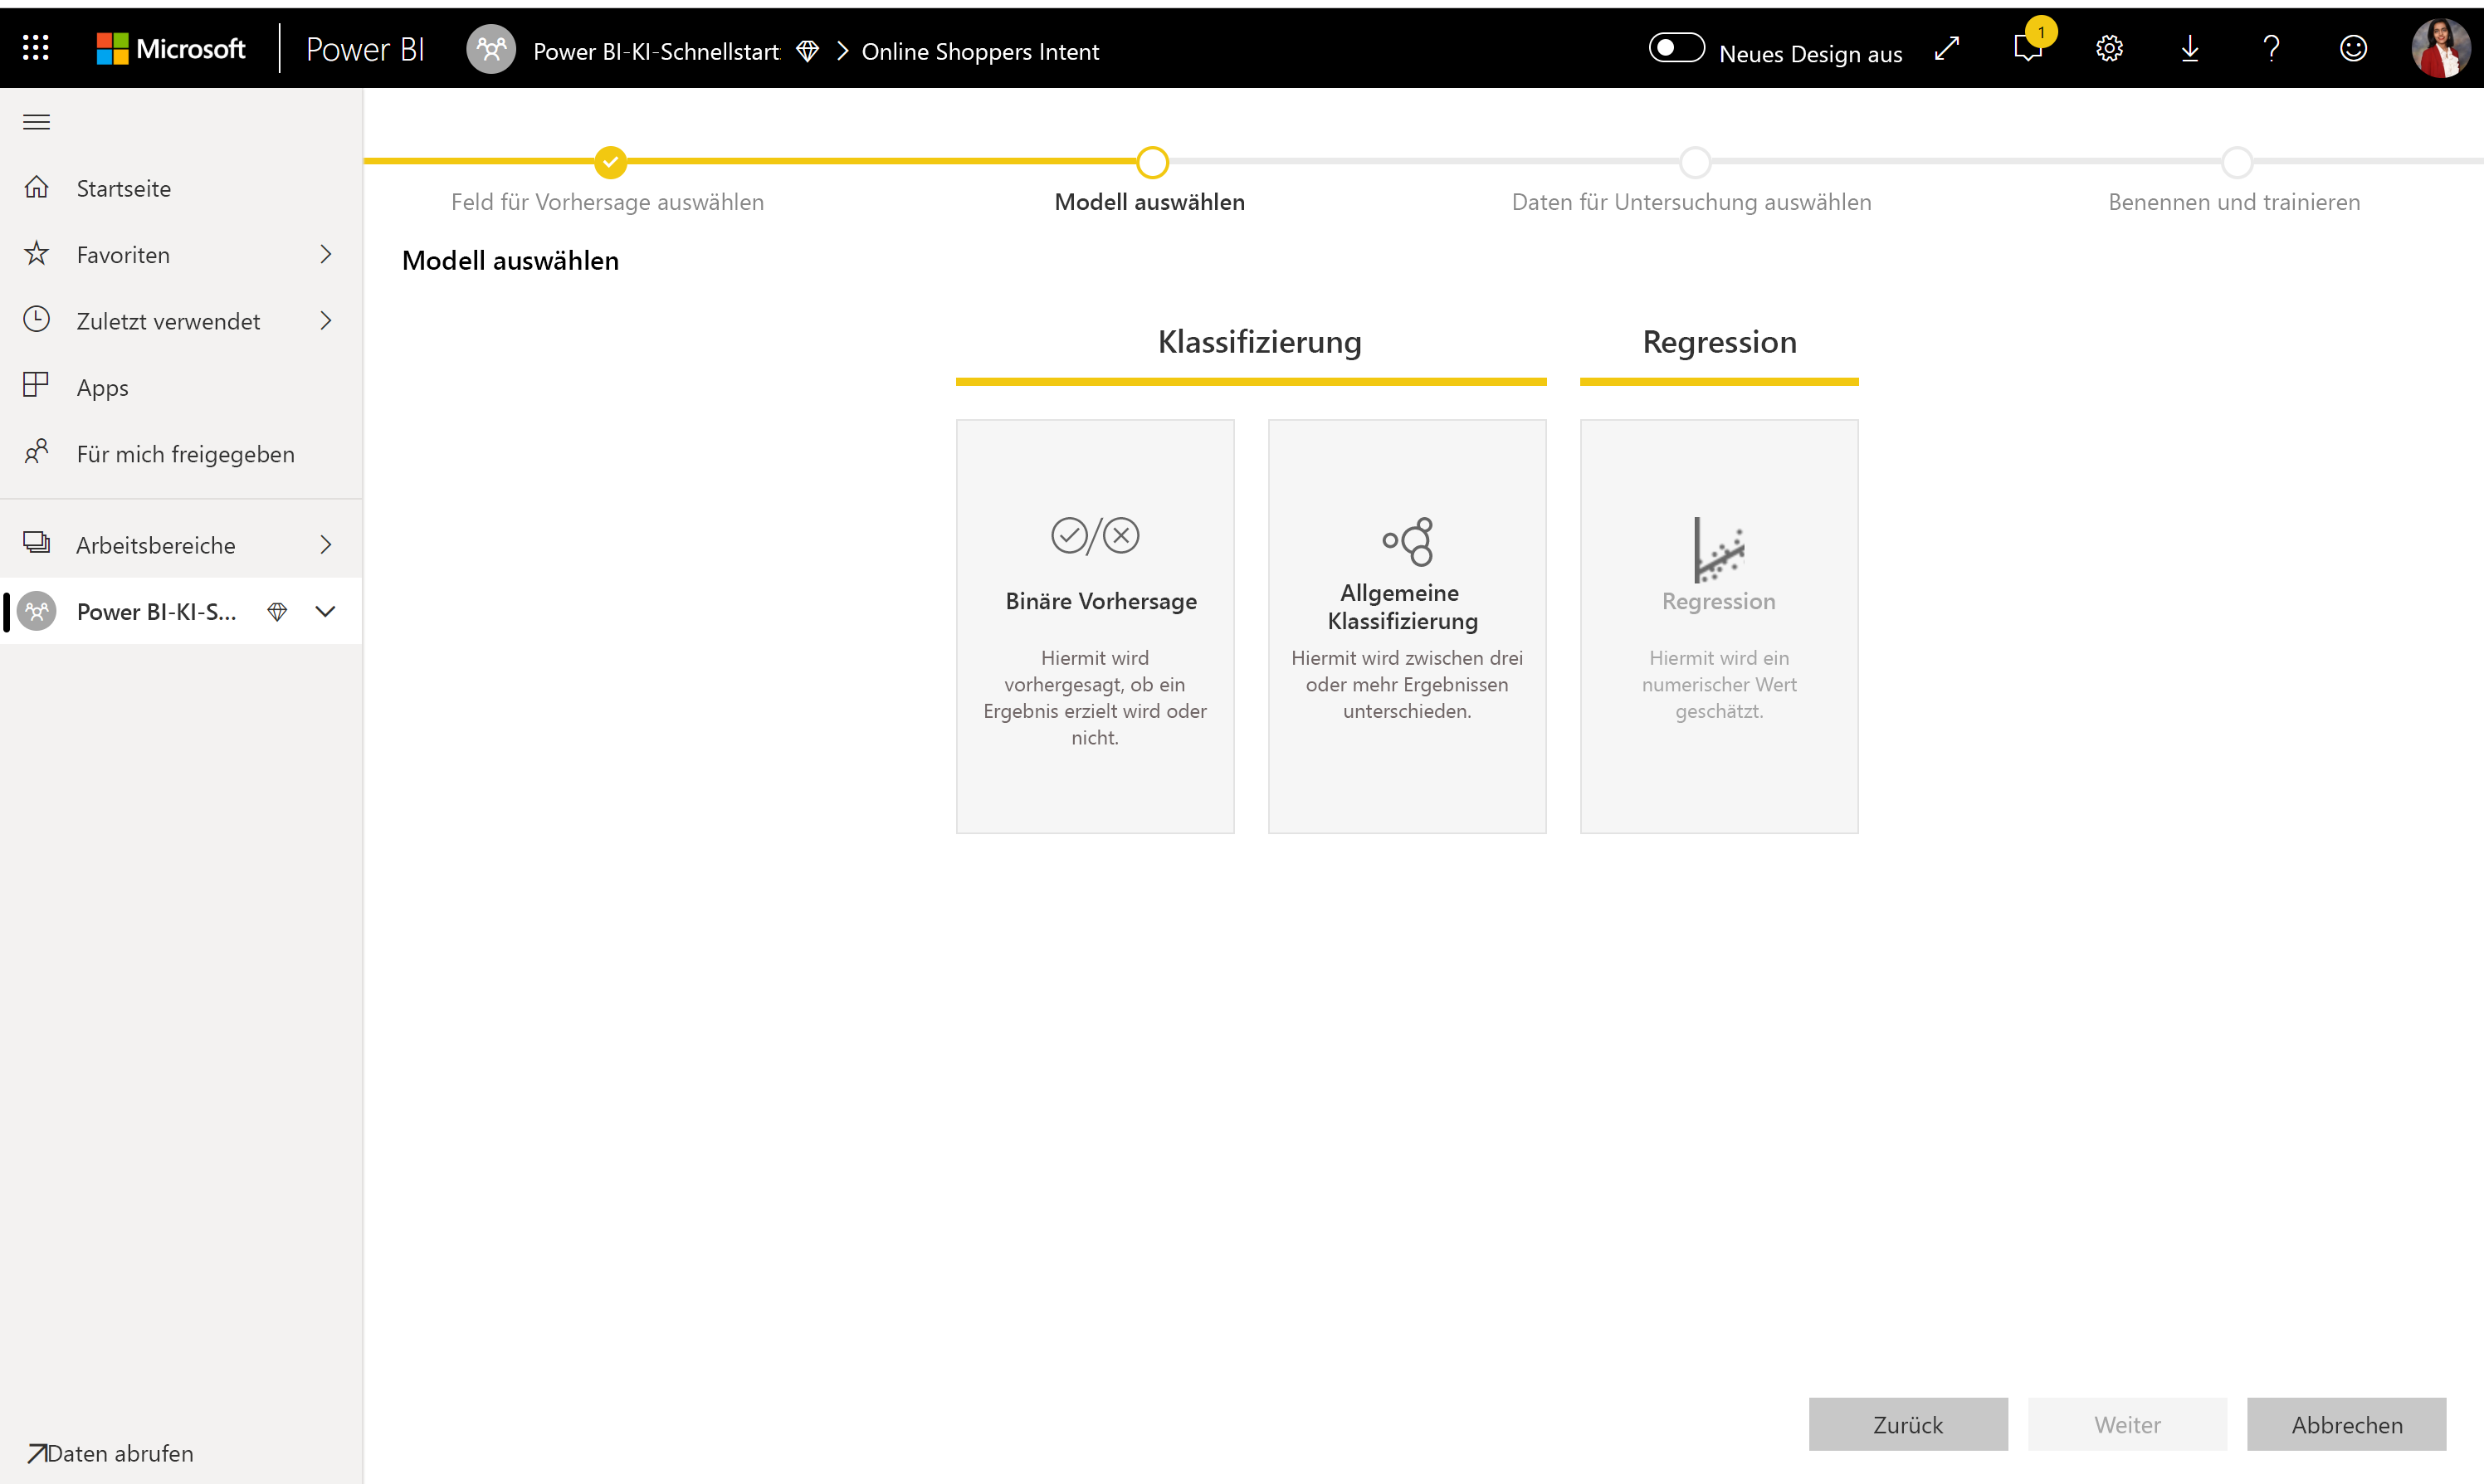 Microsoft
Power BI
Power BI-KI-Schnellstart:
Online Shoppers Intent
Neues Design aus
1
Startseite
Favoriten
Zuletzt verwendet
Apps
Für mich freigegeben
Arbeitsbereiche
Power BI-KI-S...
Daten abrufen
Feld für Vorhersage auswählen
Modell auswählen
Daten für Untersuchung auswählen
Benennen und trainieren
Modell auswählen
Klassifizierung
Regression
Binäre Vorhersage
Hiermit wird
vorhergesagt, ob ein
Ergebnis erzielt wird oder
nicht.
Allgemeine
Klassifizierung
Hiermit wird zwischen drei
oder mehr Ergebnissen
unterschieden.
Regression
Hiermit wird ein
numerischer Wert
geschätzt.
Zurück
Weiter
Abbrechen